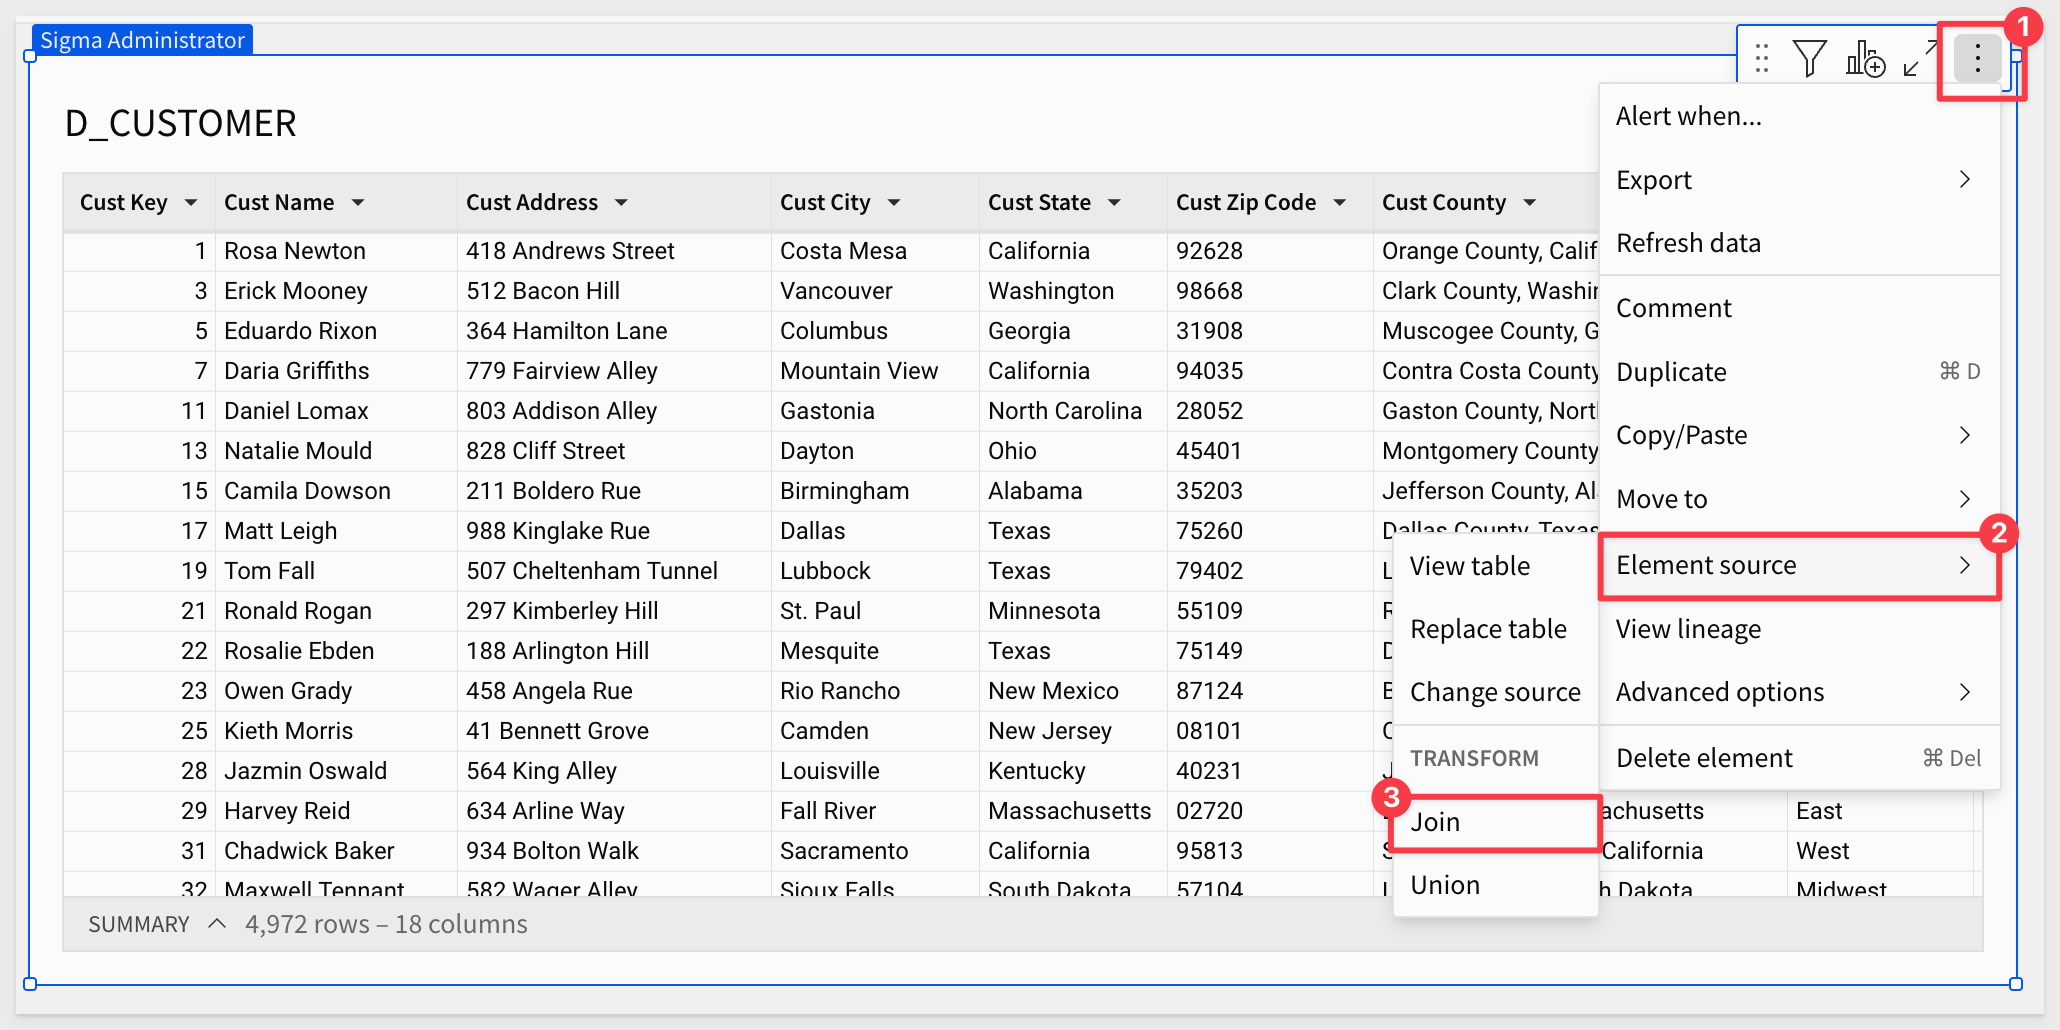 Sigma Administrator
1
D_CUSTOMER
Cust Key Cust Name Cust Address Cust City Cust State Cust Zip Code Cust County
1 Rosa Newton 418 Andrews Street Costa Mesa California 92628 Orange County, Calif
3 Erick Mooney 512 Bacon Hill Vancouver Washington 98668 Clark County, Washin
5 Eduardo Rixon 364 Hamilton Lane Columbus Georgia 31908 Muscogee County, G
7 Daria Griffiths 779 Fairview Alley Mountain View California 94035 Contra Costa County
11 Daniel Lomax 803 Addison Alley Gastonia North Carolina 28052 Gaston County, Nort
13 Natalie Mould 828 Cliff Street Dayton Ohio 45401 Montgomery County
15 Camila Dowson 211 Boldero Rue Birmingham Alabama 35203 Jefferson County, Al
17 Matt Leigh 988 Kinglake Rue Dallas Texas 75260 Dallas County, Texas
19 Tom Fall 507 Cheltenham Tunnel Lubbock Texas 79402 L
21 Ronald Rogan 297 Kimberley Hill St. Paul Minnesota 55109 R
22 Rosalie Ebden 188 Arlington Hill Mesquite Texas 75149 D
23 Owen Grady 458 Angela Rue Rio Rancho New Mexico 87124
25 Kieth Morris 41 Bennett Grove Camden New Jersey 08101
28 Jazmin Oswald 564 King Alley Louisville Kentucky 40231
29 Harvey Reid 634 Arline Way Fall River Massachusetts 02720 achusetts East
31 Chadwick Baker 934 Bolton Walk Sacramento California 95813 S California West
32 Maxwell Tennant 582 Wager Alley Sioux Falls South Dakota 57104 L h Dakota Midwest
SUMMARY 4,972 rows – 18 columns
Alert when...
Export
Refresh data
Comment
Duplicate ⌘ D
Copy/Paste
Move to
2
Element source
View lineage
Advanced options
Delete element ⌘ Del
View table
Replace table
Change source
TRANSFORM
3
Join
Union